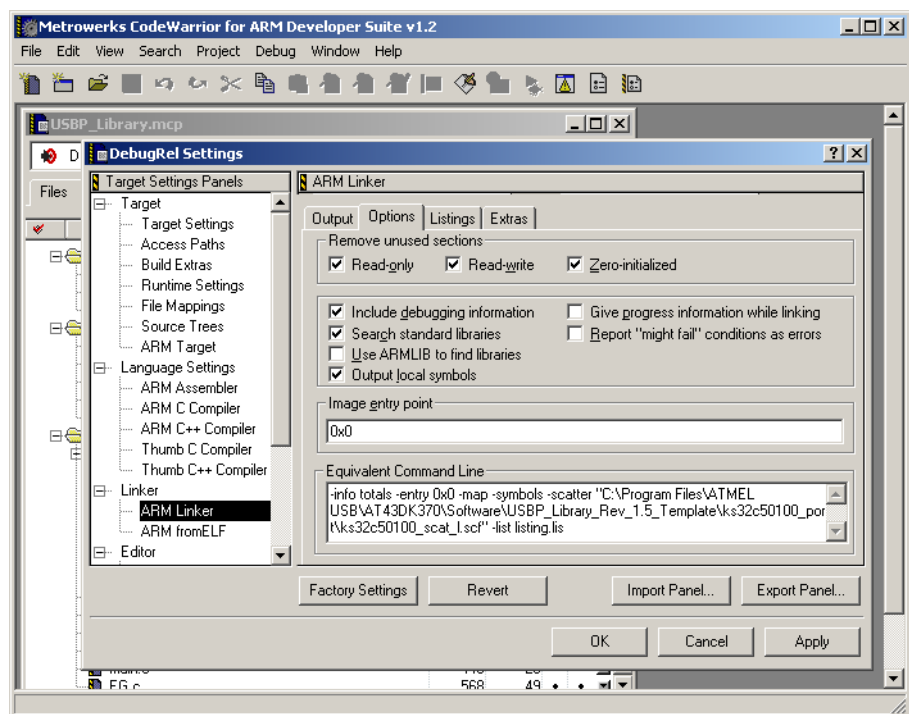 Metrowerks CodeWarrior for ARM Developer Suite v1.2
File Edit View Search Project Debug Window Help
USBP_Library.mcp
D
DebugRel Settings
Files
Target Settings Panels
Target
Target Settings
Access Paths
Build Extras
Runtime Settings
File Mappings
Source Trees
ARM Target
Language Settings
ARM Assembler
ARM C Compiler
ARM C++ Compiler
Thumb C Compiler
Thumb C++ Compiler
Linker
ARM Linker
ARM fromELF
Editor
ARM Linker
Output Options Listings Extras
Remove unused sections
Read-only Read-write Zero-initialized
Include debugging information Give progress information while linking
Search standard libraries Report "might fail" conditions as errors
Use ARMLIB to find libraries
Output local symbols
Image entry point
0x0
Equivalent Command Line
-info totals -entry 0x0 -map -symbols -scatter "C:\Program Files\ATMEL
USB\AT43DK370\Software\USBP_Library_Rev_1.5_Template\ks32c50100_por
t\ks32c50100_scat_l.scf" -list listing.lis
Factory Settings Revert Import Panel... Export Panel...
OK Cancel Apply
568 49